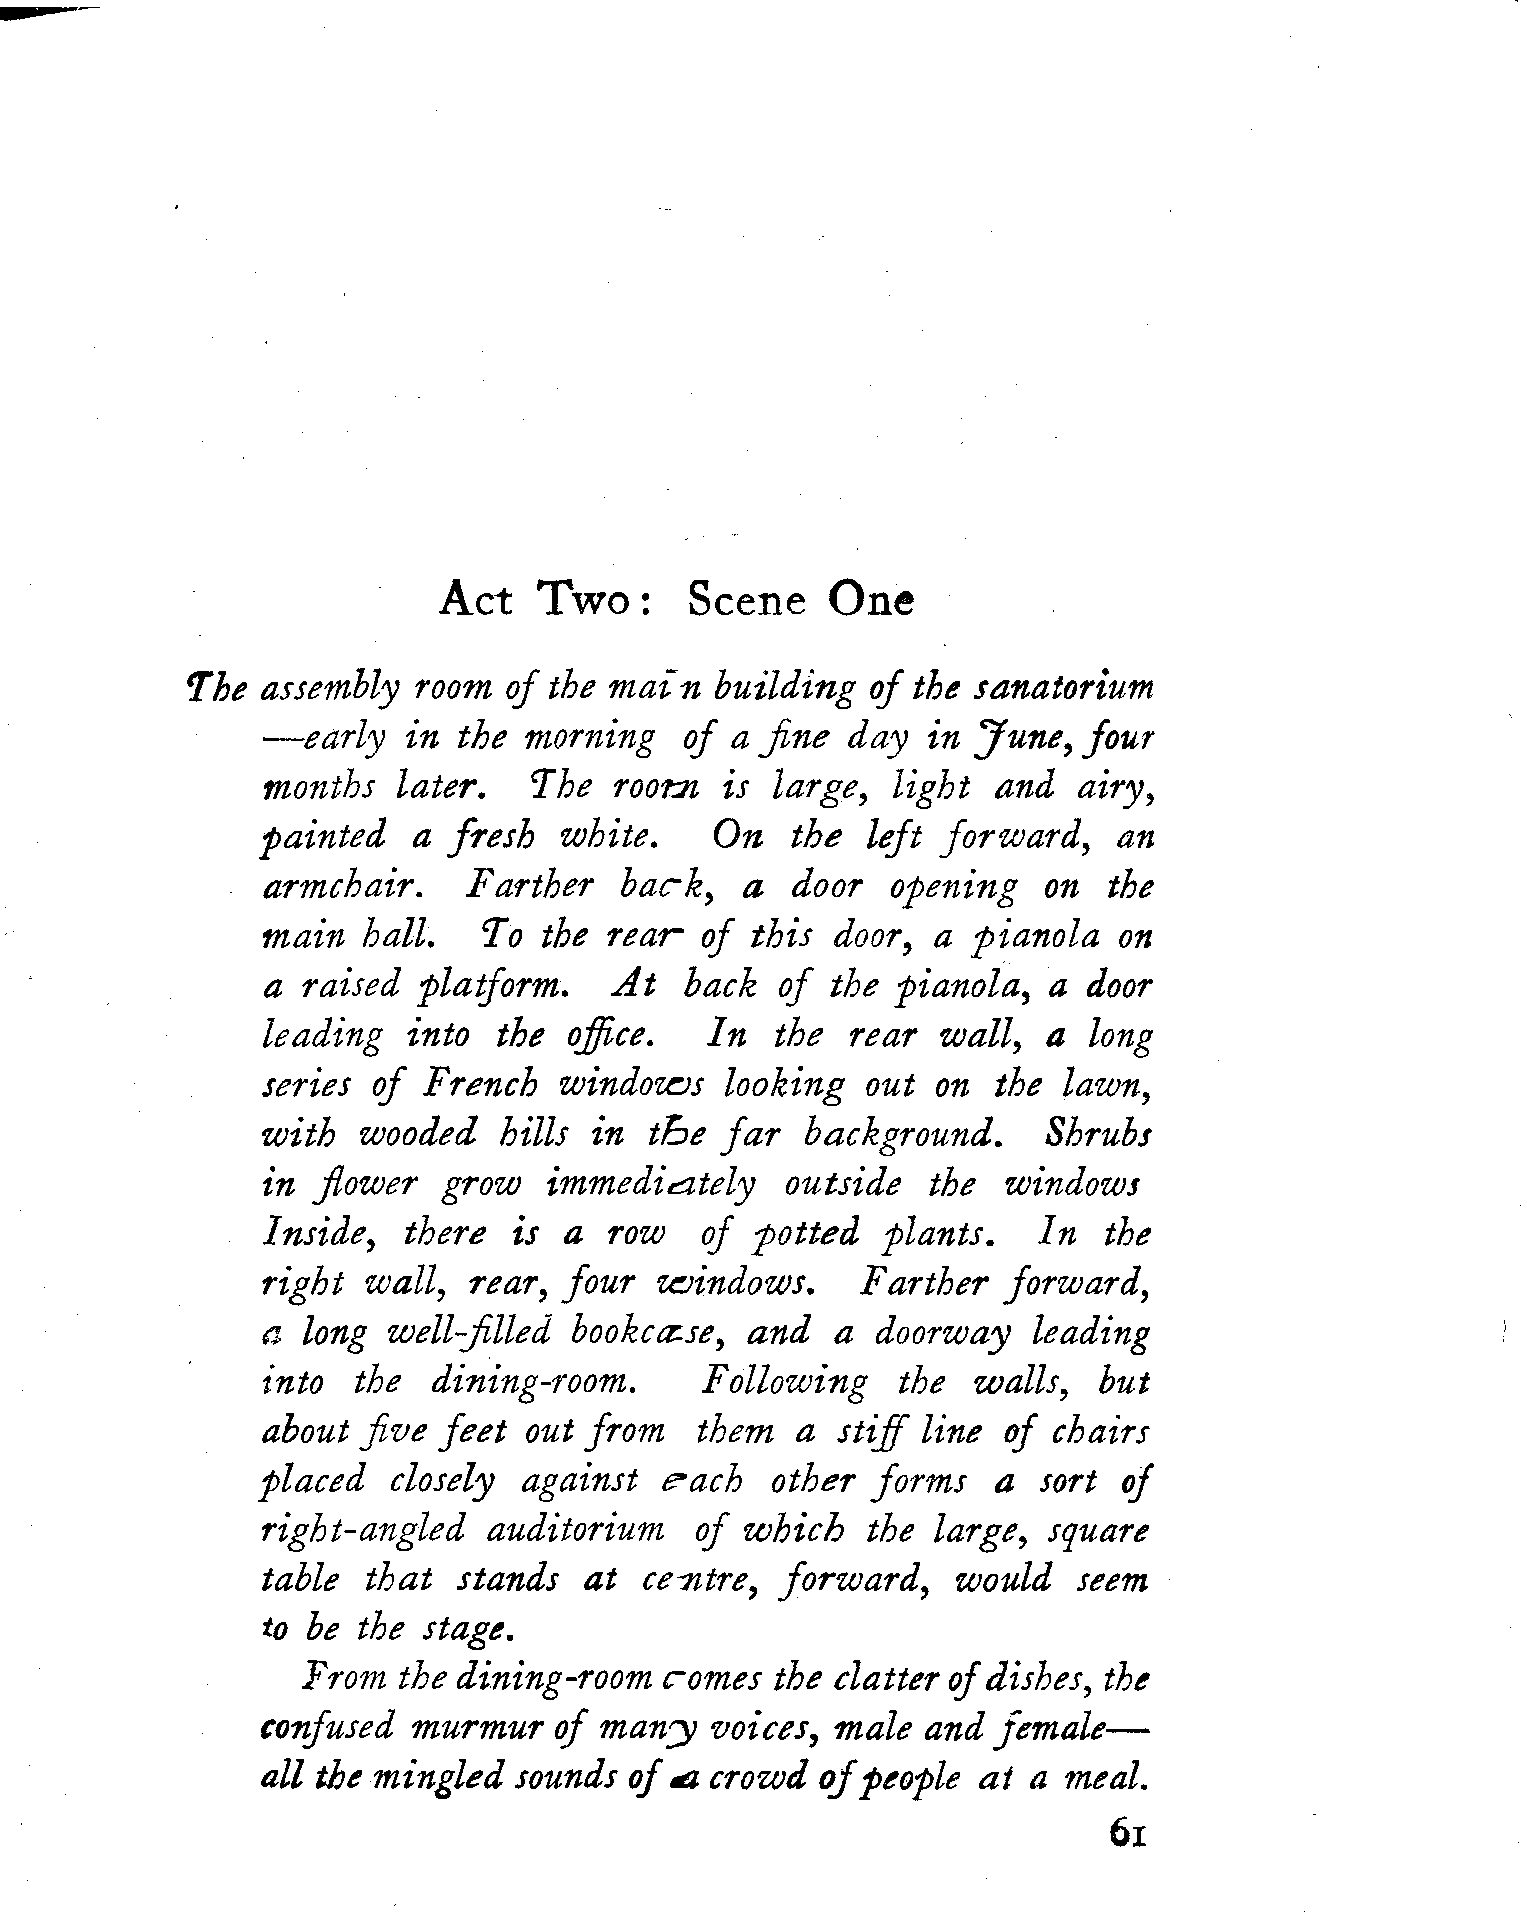 Act Two: Scene One
The assembly room of the main building of the sanatorium
—early in the morning of a fine day in June, four
months later. The room is large, light and airy,
painted a fresh white. On the left forward, an
armchair. Farther back, a door opening on the
main hall. To the rear of this door, a pianola on
a raised platform. At back of the pianola, a door
leading into the office. In the rear wall, a long
series of French windows looking out on the lawn,
with wooded hills in the far background. Shrubs
in flower grow immediately outside the windows
Inside, there is a row of potted plants. In the
right wall, rear, four windows. Farther forward,
a long well-filled bookcase, and a doorway leading
into the dining-room. Following the walls, but
about five feet out from them a stiff line of chairs
placed closely against each other forms a sort of
right-angled auditorium of which the large, square
table that stands at centre, forward, would seem
to be the stage.
From the dining-room comes the clatter of dishes, the
confused murmur of many voices, male and female—
all the mingled sounds of a crowd of people at a meal.
61